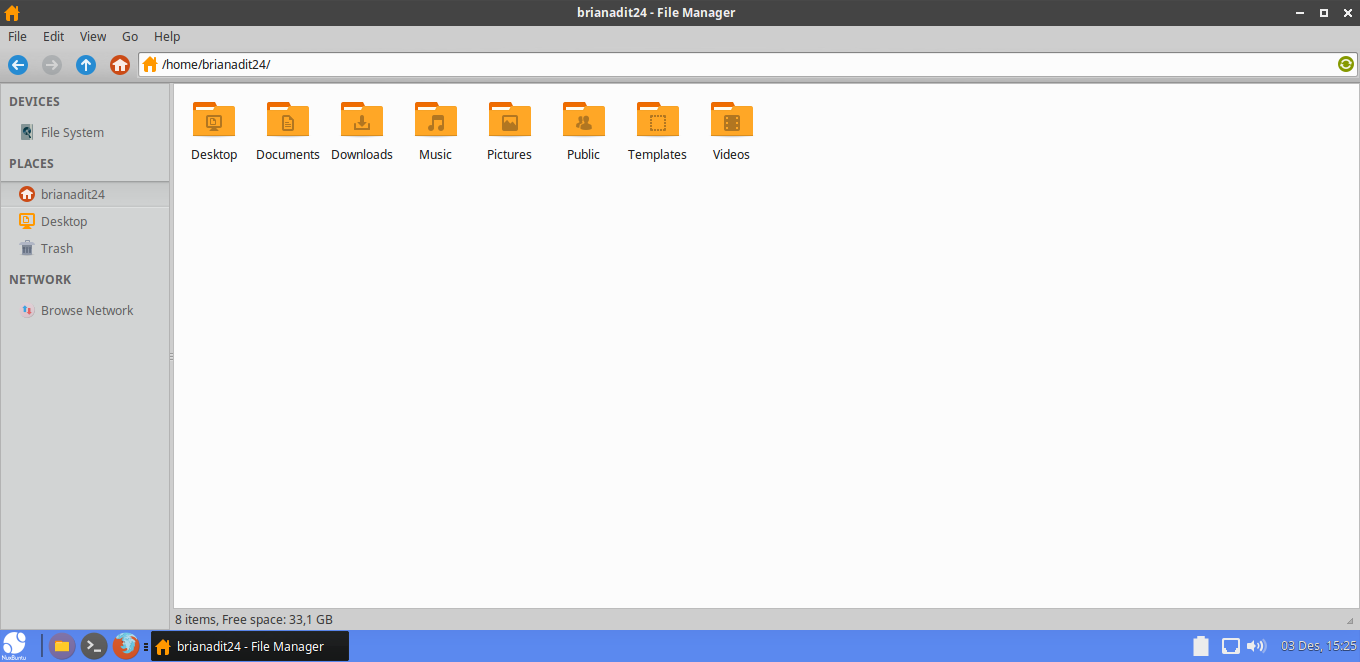 brianadit24 - File Manager
File Edit View Go Help
/home/brianadit24/
DEVICES
File System
PLACES
brianadit24
Desktop
Trash
NETWORK
Browse Network
Desktop Documents Downloads Music Pictures Public Templates Videos
8 items, Free space: 33,1 GB
NusBuntu
brianadit24 - File Manager
03 Des, 15:25